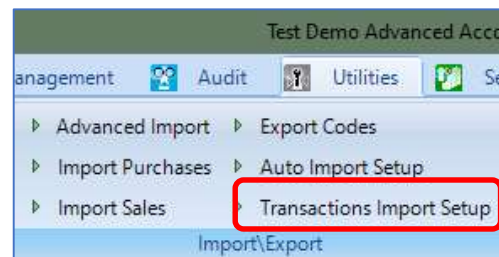 Test Demo Advanced Acco
anagement Audit Utilities Se
Advanced Import Export Codes
Import Purchases Auto Import Setup
Import Sales Transactions Import Setup
Import\Export